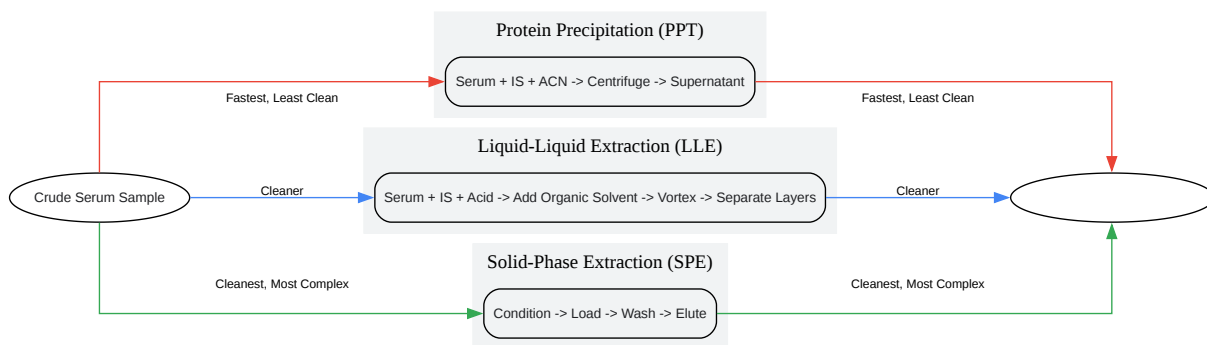 Protein Precipitation (PPT)
Serum + IS + ACN -> Centrifuge -> Supernatant
Fastest, Least Clean
Fastest, Least Clean
Liquid-Liquid Extraction (LLE)
Crude Serum Sample
Cleaner
Serum + IS + Acid -> Add Organic Solvent -> Vortex -> Separate Layers
Cleaner
Solid-Phase Extraction (SPE)
Cleanest, Most Complex
Condition -> Load -> Wash -> Elute
Cleanest, Most Complex